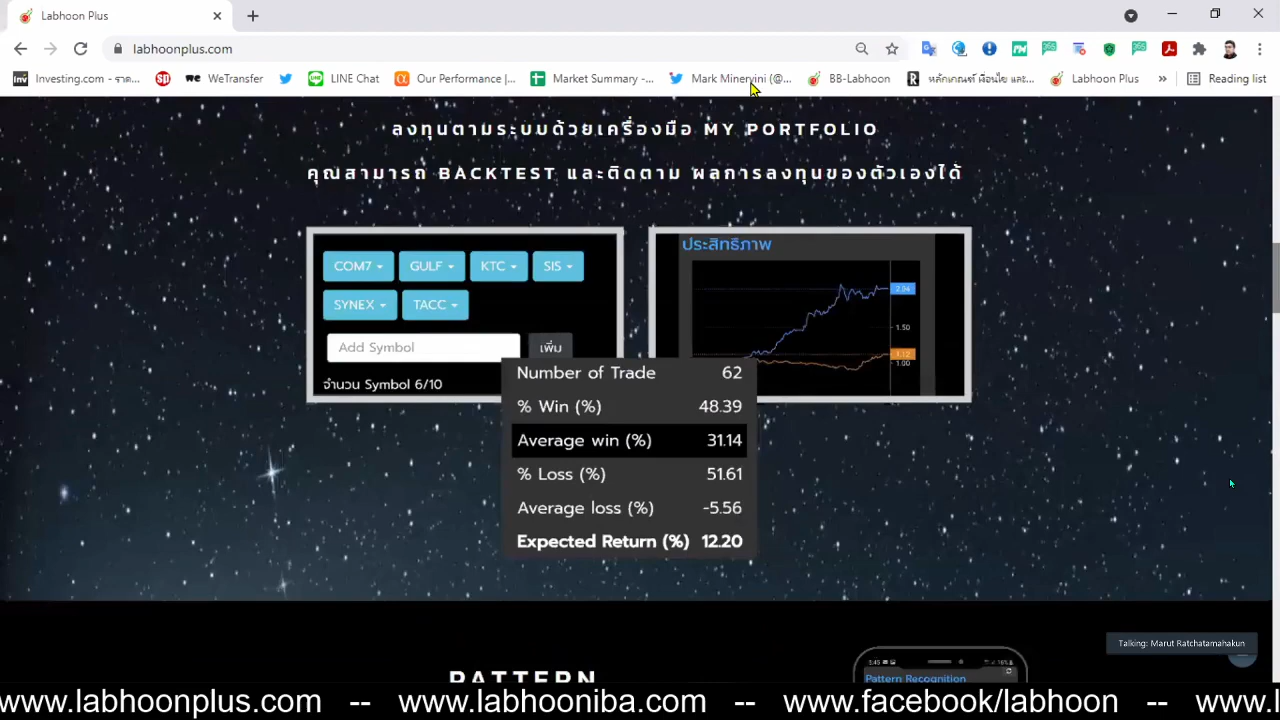 Labhoon Plus
labhoonplus.com
Investing.com - ราค... WeTransfer LINE Chat Our Performance |... Market Summary -... Mark Minervini (@... BB-Labhoon หลักเกณฑ์ เงื่อนไข และ... Labhoon Plus » Reading list
ลงทุนตามระบบด้วยเครื่องมือ MY PORTFOLIO
คุณสามารถ BACKTEST และติดตาม ผลการลงทุนของตัวเองได้
COM7 GULF KTC SIS
SYNEX TACC
Add Symbol เพิ่ม
จำนวน Symbol 6/10
ประสิทธิภาพ
2.04
1.50
1.12
1.00
Number of Trade 62
% Win (%) 48.39
Average win (%) 31.14
% Loss (%) 51.61
Average loss (%) -5.56
Expected Return (%) 12.20
Talking: Marut Ratchatamahakun
PATTERN
3:45
Pattern Recognition
www.labhoonplus.com -- www.labhooniba.com -- www.facebook/labhoon -- www.l